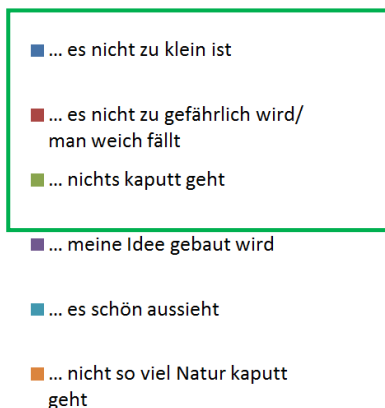 ... es nicht zu klein ist
... es nicht zu gefährlich wird/
man weich fällt
... nichts kaputt geht
... meine Idee gebaut wird
... es schön aussieht
... nicht so viel Natur kaputt
geht